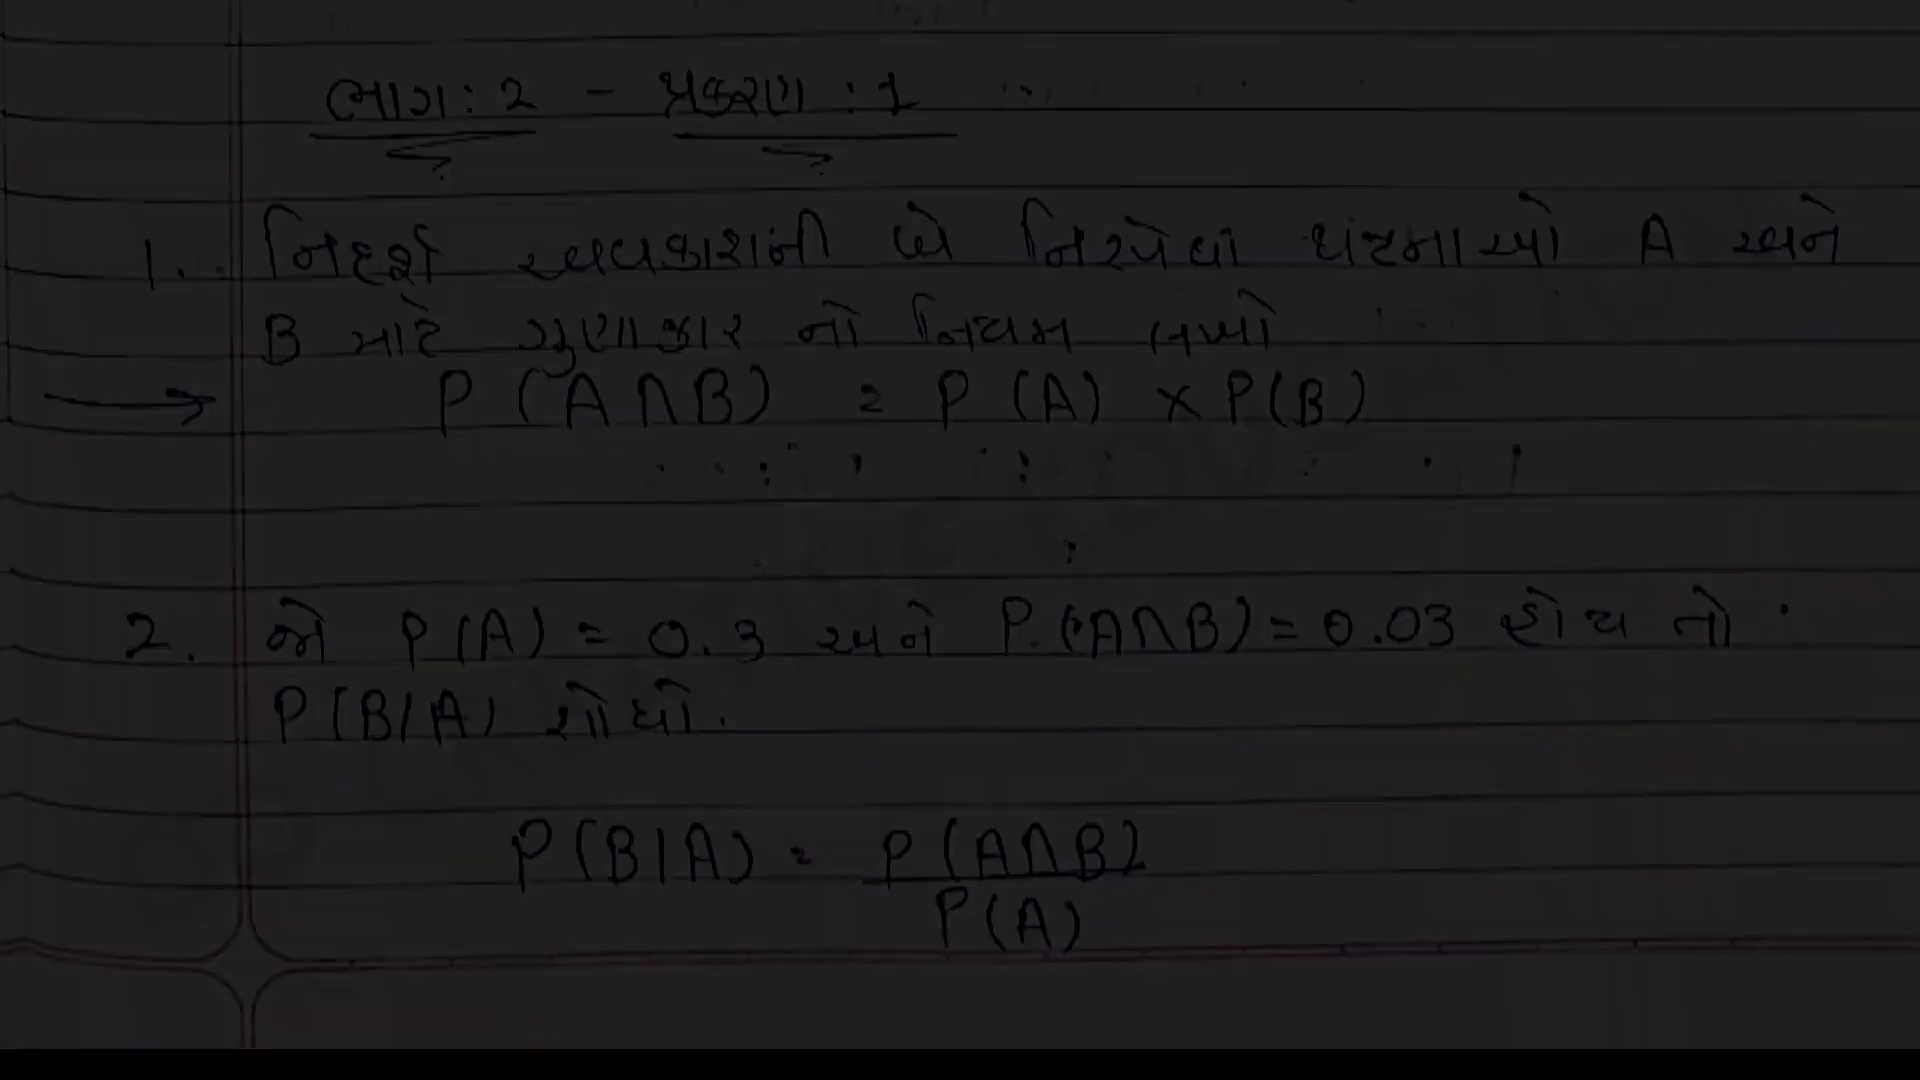 ભાગ : 2 - પ્રકરણ : 1
1. નિદર્શ અવકાશની બે નિરપેક્ષ ઘટનાઓ A અને
B માટે ગુણાકાર નો નિયમ લખો
→ P (A ∩ B) = P (A) × P(B)
2. જો P(A) = 0.3 અને P(A∩B) = 0.03 હોય તો
P(B/A) શોધો.
P(B|A) = P(A∩B)
P(A)